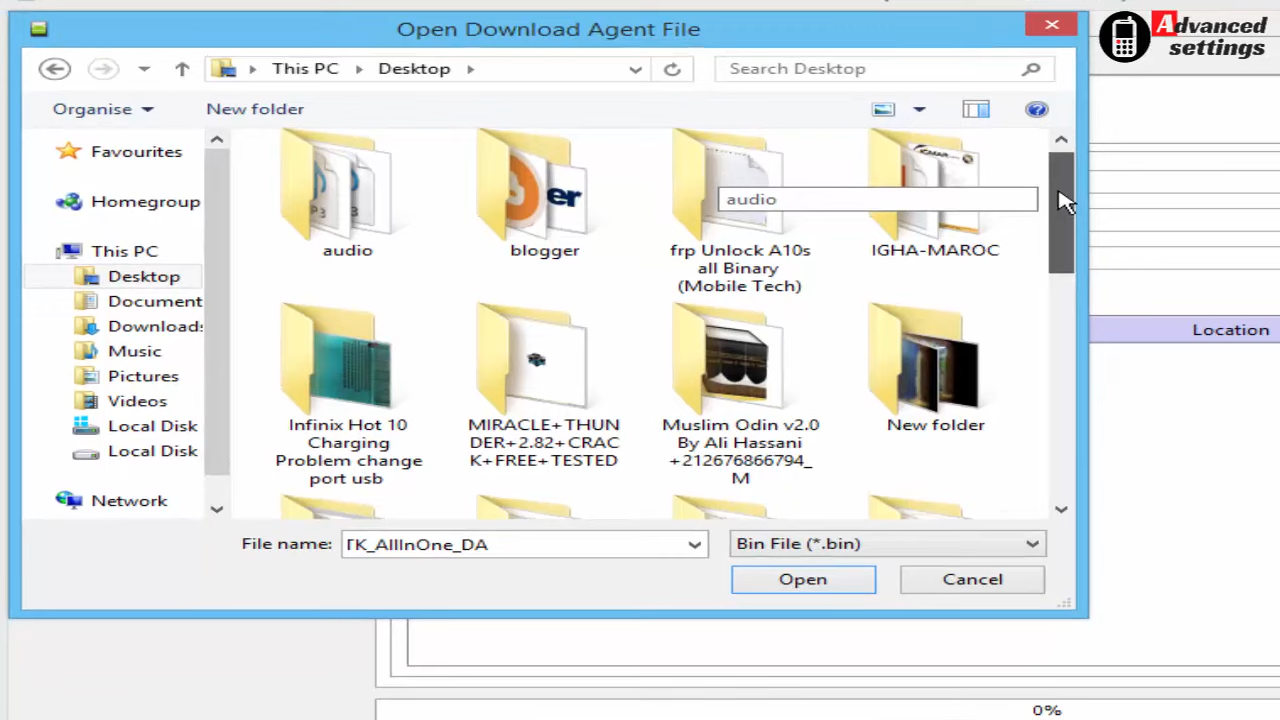 Open Download Agent File
Advanced
settings
This PC
Desktop
Search Desktop
Organise
New folder
Favourites
Homegroup
This PC
Desktop
Document
Downloads
Music
Pictures
Videos
Local Disk
Local Disk
Network
audio
blogger
frp Unlock A10s
all Binary
(Mobile Tech)
audio
IGHA-MAROC
Infinix Hot 10
Charging
Problem change
port usb
MIRACLE+THUN
DER+2.82+CRAC
K+FREE+TESTED
Muslim Odin v2.0
By Ali Hassani
+212676866794_
M
New folder
Location
File name:
TK_AllInOne_DA
Bin File (*.bin)
Open
Cancel
0%